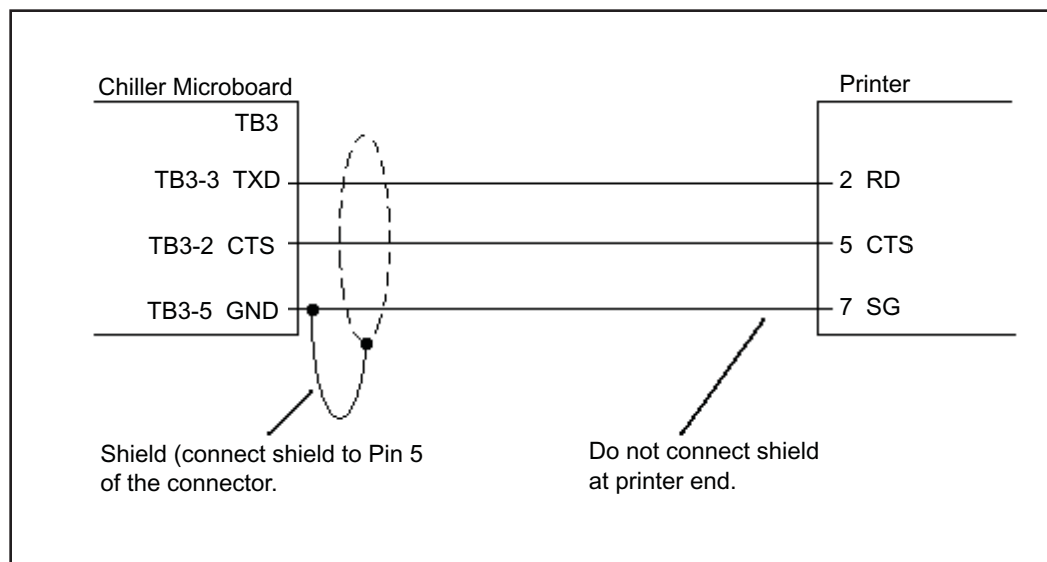 Chiller Microboard
Printer
TB3
TB3-3 TXD
2 RD
TB3-2 CTS
5 CTS
TB3-5 GND
7 SG
Shield (connect shield to Pin 5
of the connector.
Do not connect shield
at printer end.